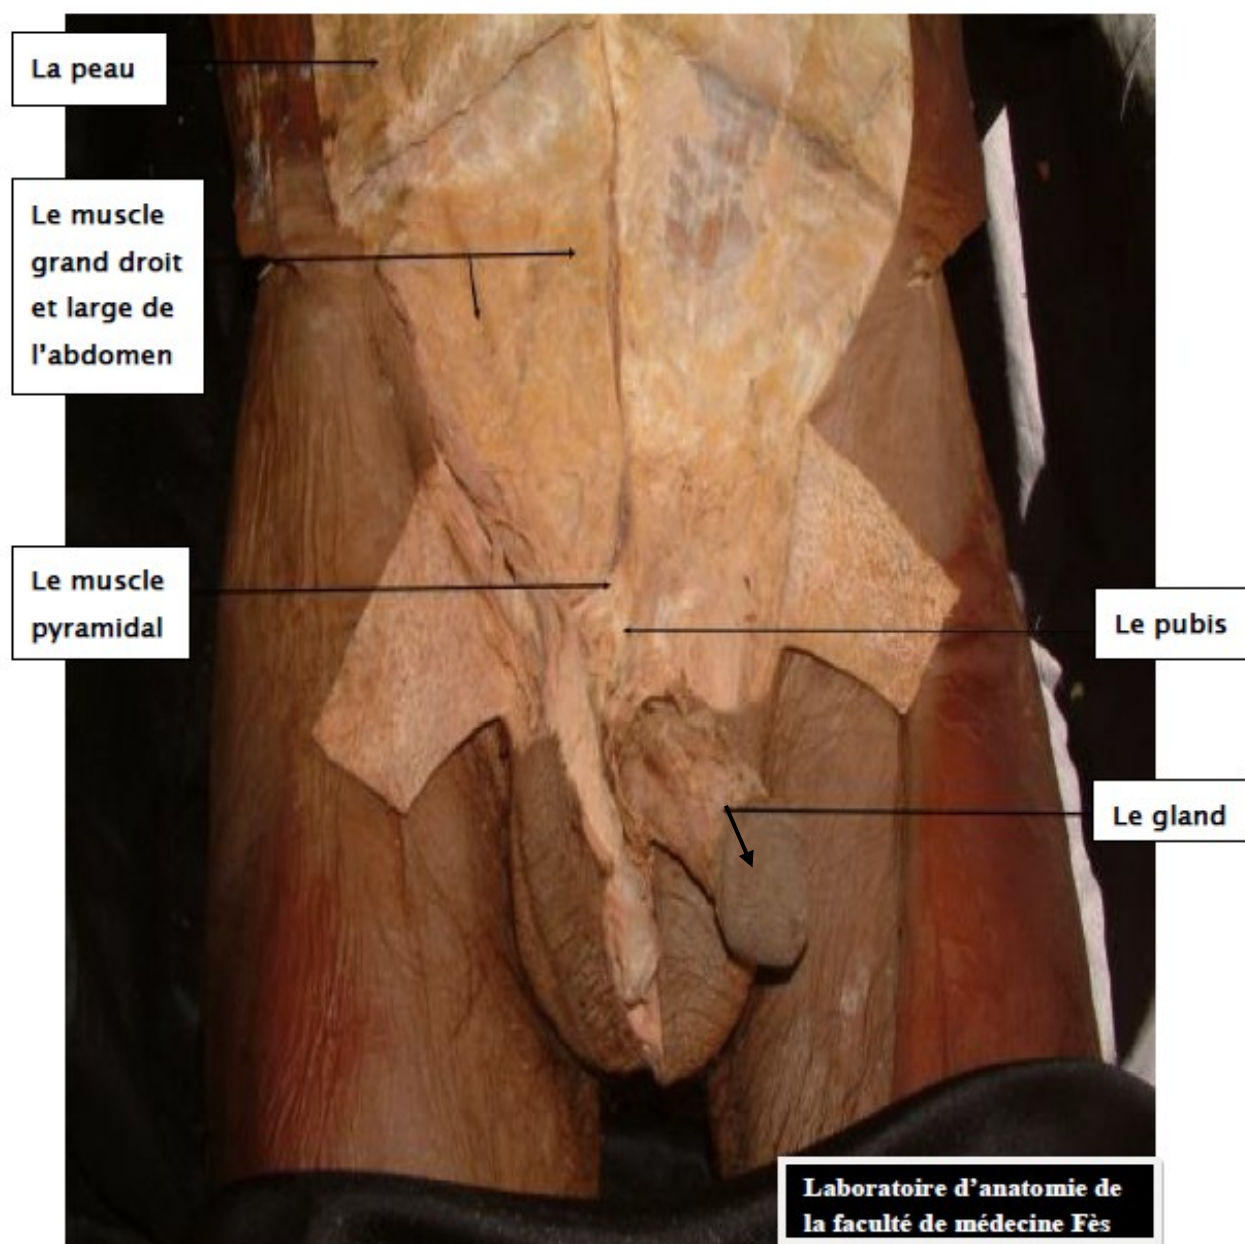 La peau
Le muscle
grand droit
et large de
l'abdomen
Le muscle
pyramidal
Le pubis
Le gland
Laboratoire d'anatomie de
la faculté de médecine Fès